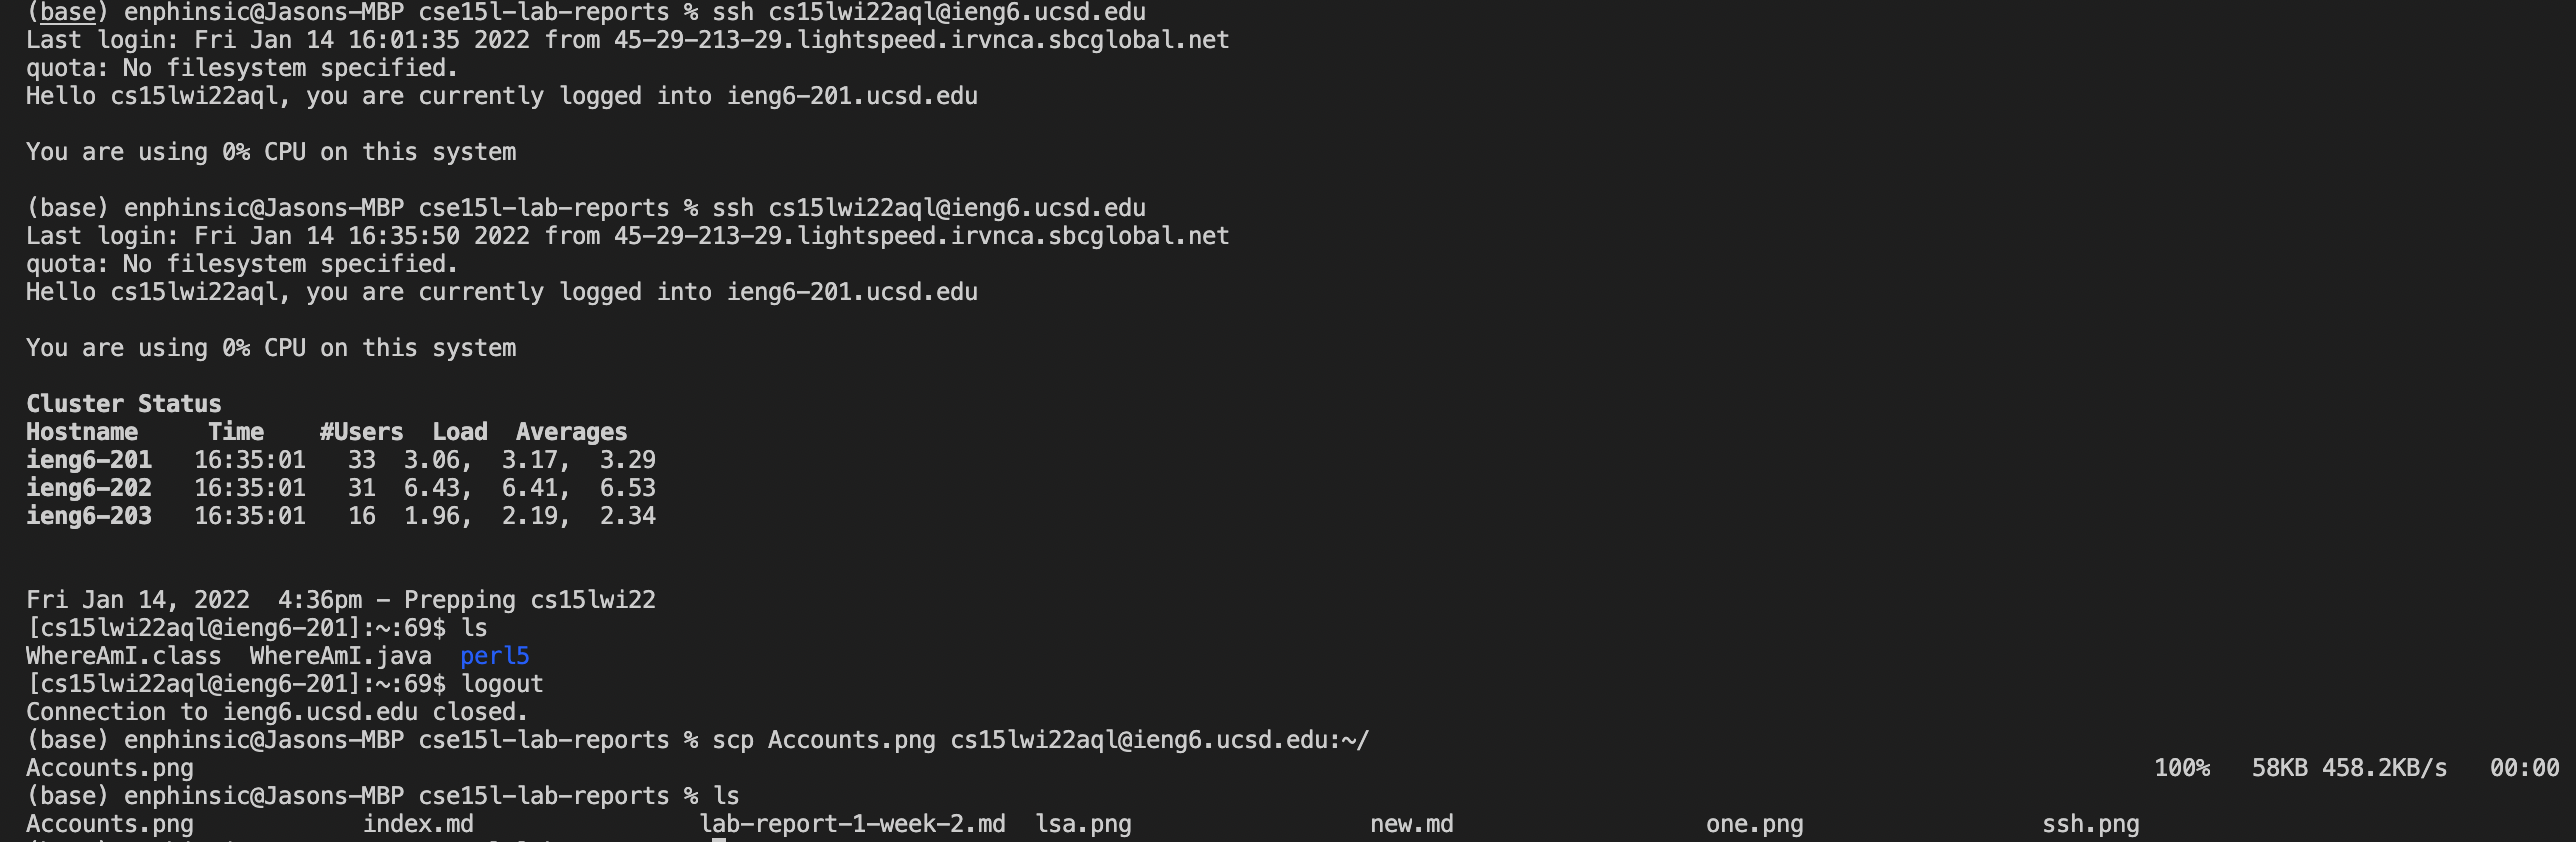 (base) enphinsic@Jasons-MBP cse15l-lab-reports % ssh cs15lwi22aql@ieng6.ucsd.edu
Last login: Fri Jan 14 16:01:35 2022 from 45-29-213-29.lightspeed.irvnca.sbcglobal.net
quota: No filesystem specified.
Hello cs15lwi22aql, you are currently logged into ieng6-201.ucsd.edu
You are using 0% CPU on this system
(base) enphinsic@Jasons-MBP cse15l-lab-reports % ssh cs15lwi22aql@ieng6.ucsd.edu
Last login: Fri Jan 14 16:35:50 2022 from 45-29-213-29.lightspeed.irvnca.sbcglobal.net
quota: No filesystem specified.
Hello cs15lwi22aql, you are currently logged into ieng6-201.ucsd.edu
You are using 0% CPU on this system
Cluster Status
Hostname     Time    #Users  Load  Averages
ieng6-201   16:35:01   33  3.06,  3.17,  3.29
ieng6-202   16:35:01   31  6.43,  6.41,  6.53
ieng6-203   16:35:01   16  1.96,  2.19,  2.34
Fri Jan 14, 2022  4:36pm - Prepping cs15lwi22
[cs15lwi22aql@ieng6-201]:~:69$ ls
WhereAmI.class  WhereAmI.java  perl5
[cs15lwi22aql@ieng6-201]:~:69$ logout
Connection to ieng6.ucsd.edu closed.
(base) enphinsic@Jasons-MBP cse15l-lab-reports % scp Accounts.png cs15lwi22aql@ieng6.ucsd.edu:~/
Accounts.png 100%   58KB 458.2KB/s   00:00
(base) enphinsic@Jasons-MBP cse15l-lab-reports % ls
Accounts.png index.md lab-report-1-week-2.md lsa.png new.md one.png ssh.png